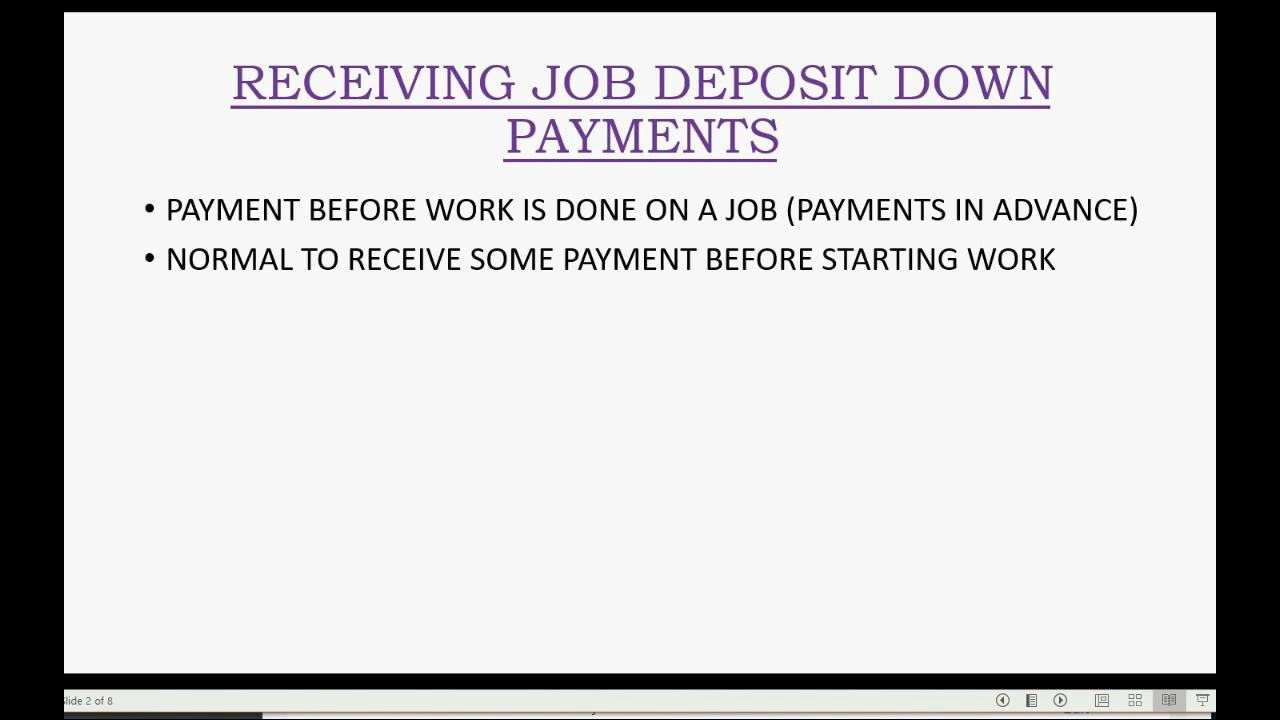 RECEIVING JOB DEPOSIT DOWN
PAYMENTS
• PAYMENT BEFORE WORK IS DONE ON A JOB (PAYMENTS IN ADVANCE)
• NORMAL TO RECEIVE SOME PAYMENT BEFORE STARTING WORK
Slide 2 of 8